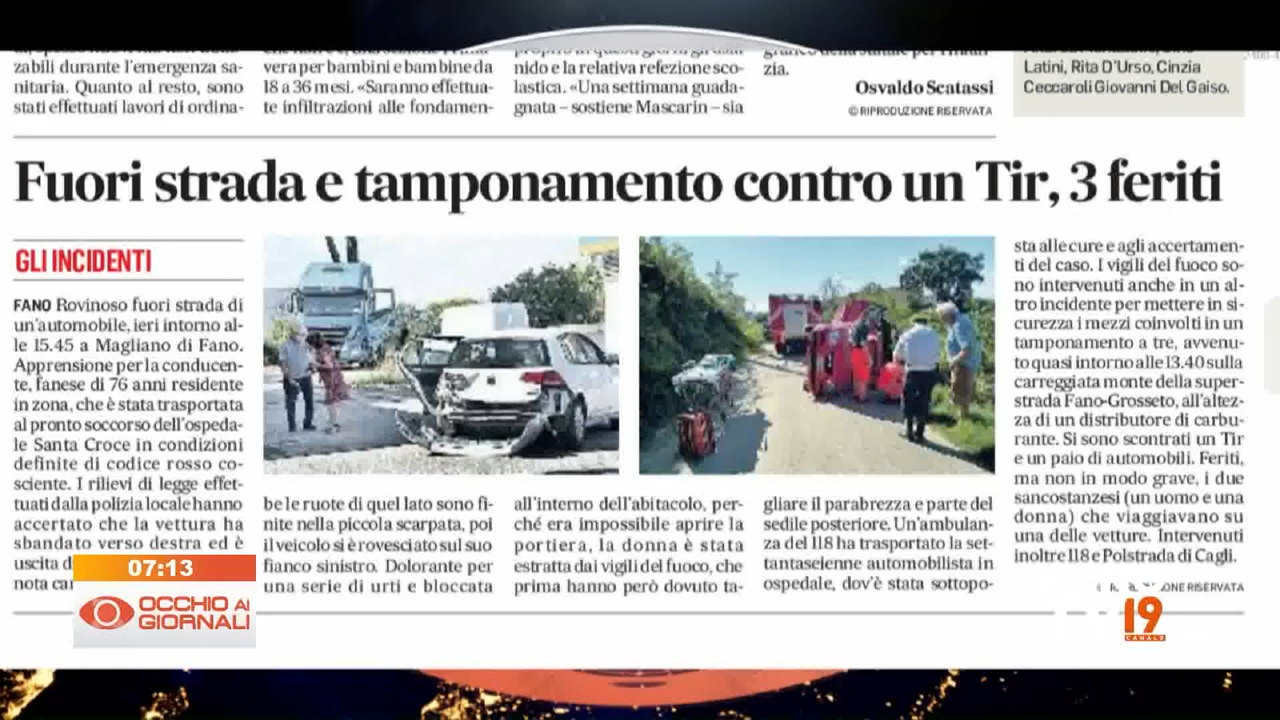 zabili durante l'emergenza sa-
nitaria. Quanto al resto, sono
stati effettuati lavori di ordina-
vera per bambini e bambine da
18 a 36 mesi. «Saranno effettua-
te infiltrazioni alle fondamen-
nido e la relativa refezione sco-
lastica. «Una settimana guada-
gnata – sostiene Mascarin – sia
zia.
Osvaldo Scatassi
© RIPRODUZIONE RISERVATA
Latini, Rita D'Urso, Cinzia
Ceccaroli Giovanni Del Gaiso.
Fuori strada e tamponamento contro un Tir, 3 feriti
GLI INCIDENTI
FANO Rovinoso fuori strada di
un'automobile, ieri intorno al-
le 15.45 a Magliano di Fano.
Apprensione per la conducen-
te, fanese di 76 anni residente
in zona, che è stata trasportata
al pronto soccorso dell'ospeda-
le Santa Croce in condizioni
definite di codice rosso co-
sciente. I rilievi di legge effet-
tuati dalla polizia locale hanno
accertato che la vettura ha
sbandato verso destra ed è
uscita
nota
be le ruote di quel lato sono fi-
nite nella piccola scarpata, poi
il veicolo si è rovesciato sul suo
fianco sinistro. Dolorante per
una serie di urti e bloccata
all'interno dell'abitacolo, per-
ché era impossibile aprire la
portiera, la donna è stata
estratta dai vigili del fuoco, che
prima hanno però dovuto ta-
gliare il parabrezza e parte del
sedile posteriore. Un'ambulan-
za del 118 ha trasportato la set-
tantaseienne automobilista in
ospedale, dov'è stata sottopo-
sta alle cure e agli accertamen-
ti del caso. I vigili del fuoco so-
no intervenuti anche in un al-
tro incidente per mettere in si-
curezza i mezzi coinvolti in un
tamponamento a tre, avvenu-
to quasi intorno alle 13.40 sulla
carreggiata monte della super-
strada Fano-Grosseto, all'altez-
za di un distributore di carbu-
rante. Si sono scontrati un Tir
e un paio di automobili. Feriti,
ma non in modo grave, i due
sancostanzesi (un uomo e una
donna) che viaggiavano su
una delle vetture. Intervenuti
inoltre 118 e Polstrada di Cagli.
RISERVATA
07:13
OCCHIO AI
GIORNALI
19
CANALE